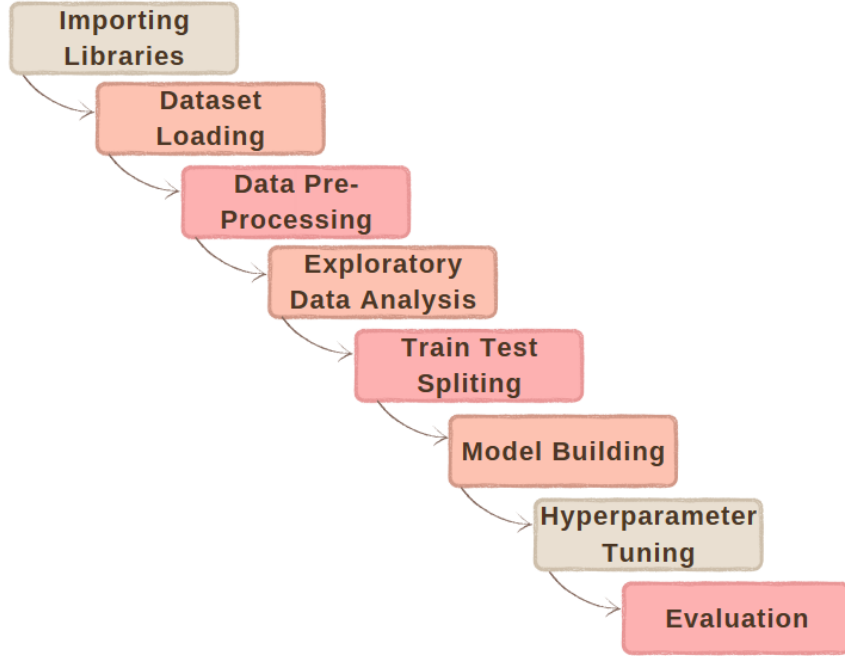 Importing
Libraries
Dataset
Loading
Data Pre-
Processing
Exploratory
Data Analysis
Train Test
Spliting
Model Building
Hyperparameter
Tuning
Evaluation